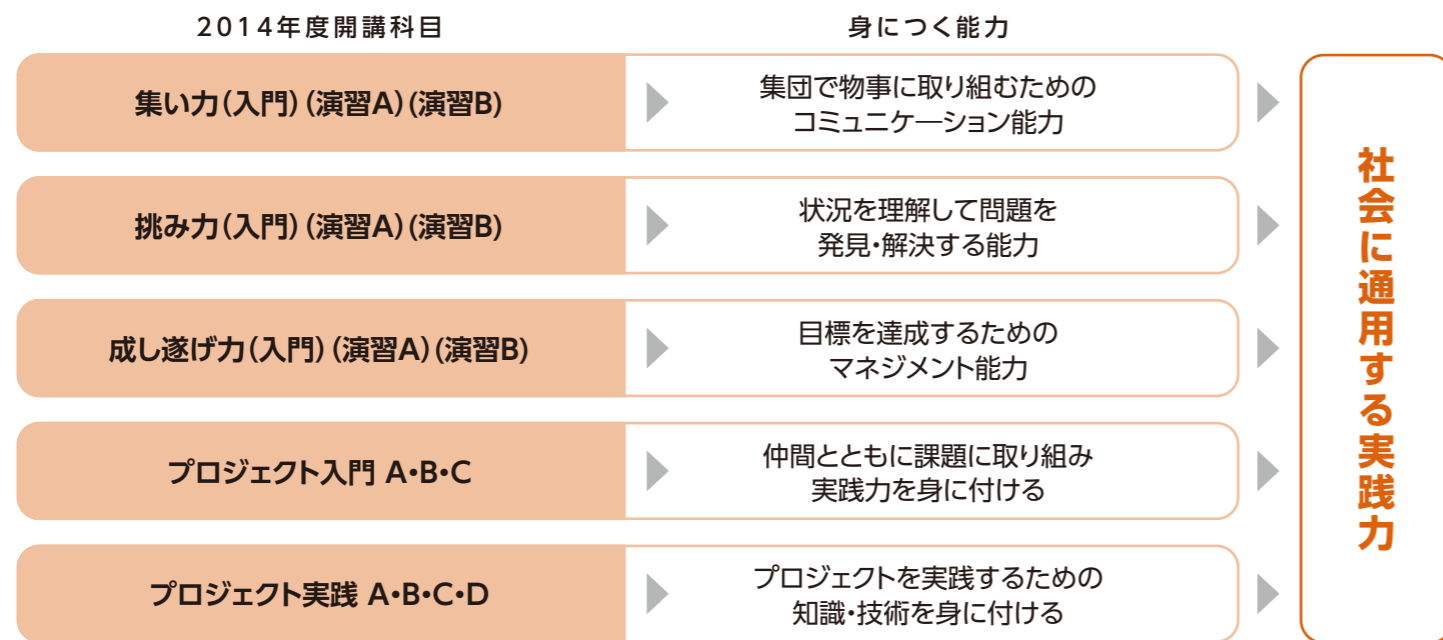 2014年度開講科目
身につく能力
集い力(入門)(演習A)(演習B)
集団で物事に取り組むための
コミュニケーション能力
挑み力(入門)(演習A)(演習B)
状況を理解して問題を
発見・解決する能力
成し遂げ力(入門)(演習A)(演習B)
目標を達成するための
マネジメント能力
プロジェクト入門 A・B・C
仲間とともに課題に取り組み
実践力を身に付ける
プロジェクト実践 A・B・C・D
プロジェクトを実践するための
知識・技術を身に付ける
社会に通用する実践力